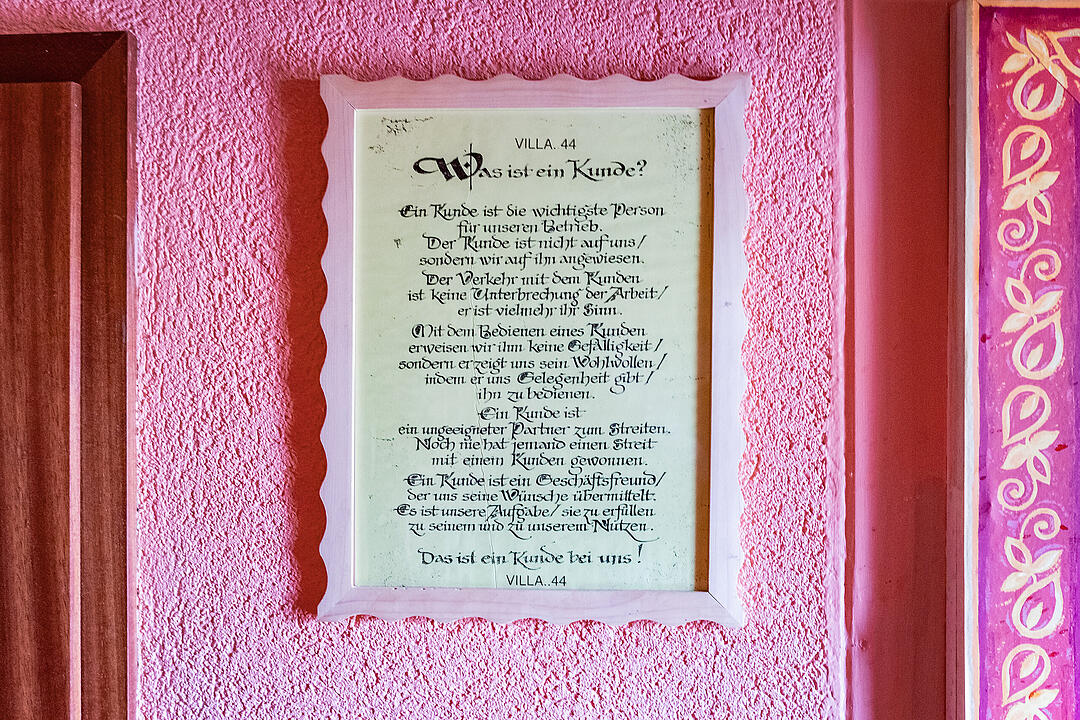 VILLA. 44
Was ist ein Kunde?
Ein Kunde ist die wichtigste Person
für unseren Betrieb.
Der Kunde ist nicht auf uns/
sondern wir auf ihn angewiesen.
Der Verkehr mit dem Kunden
ist keine Unterbrechung der Arbeit/
er ist vielmehr ihr Sinn.
Mit dem Bedienen eines Kunden
erweisen wir ihm keine Gefälligkeit/
sondern er zeigt uns sein Wohlwollen/
indem er uns Gelegenheit gibt/
ihn zu bedienen.
Ein Kunde ist
ein ungeeigneter Partner zum Streiten.
Noch nie hat jemand einen Streit
mit einem Kunden gewonnen.
Ein Kunde ist ein Geschäftsfreund/
der uns seine Wünsche übermittelt.
Es ist unsere Aufgabe/ sie zu erfüllen
zu seinem und zu unserem Nutzen.
Das ist ein Kunde bei uns!
VILLA..44